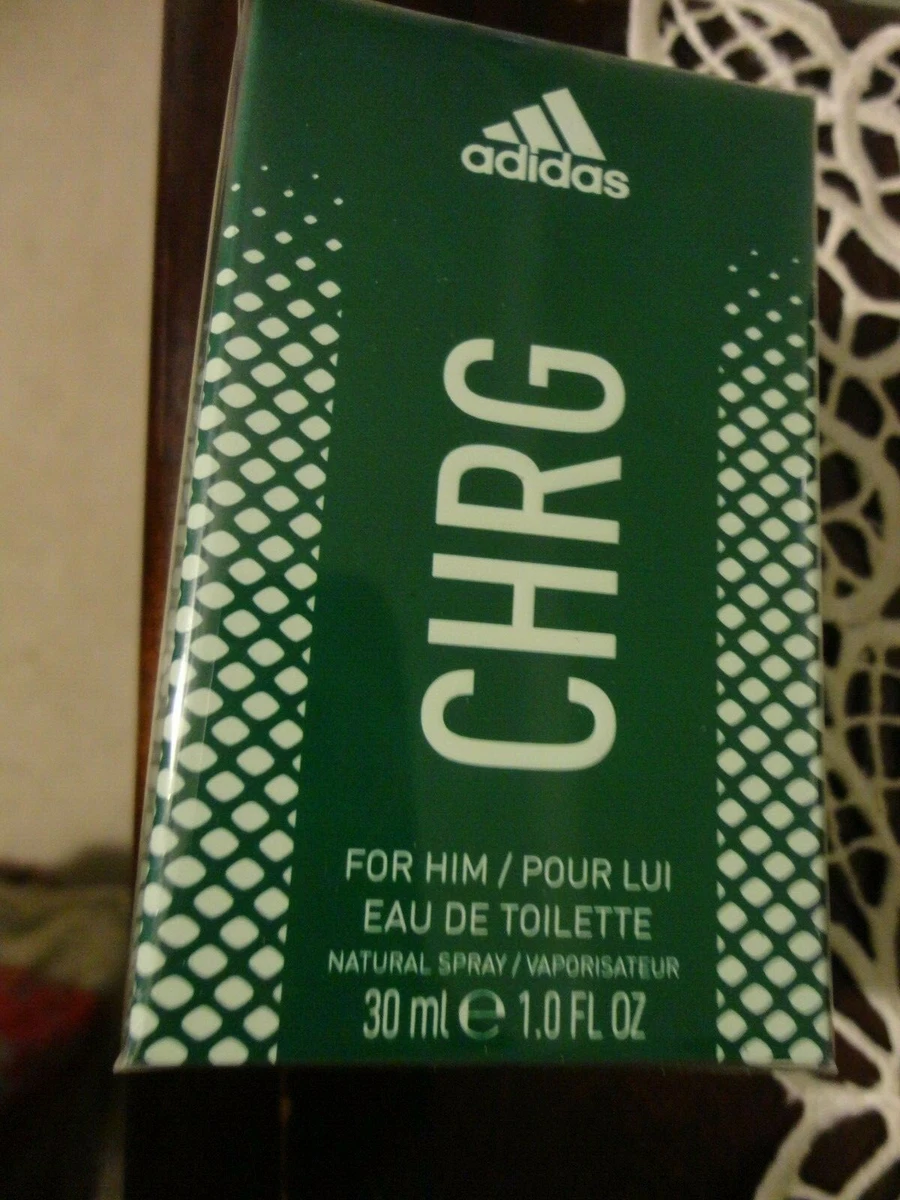 adidas
CHRG
FOR HIM / POUR LUI
EAU DE TOILETTE
NATURAL SPRAY / VAPORISATEUR
30 ml e 1.0 FL OZ